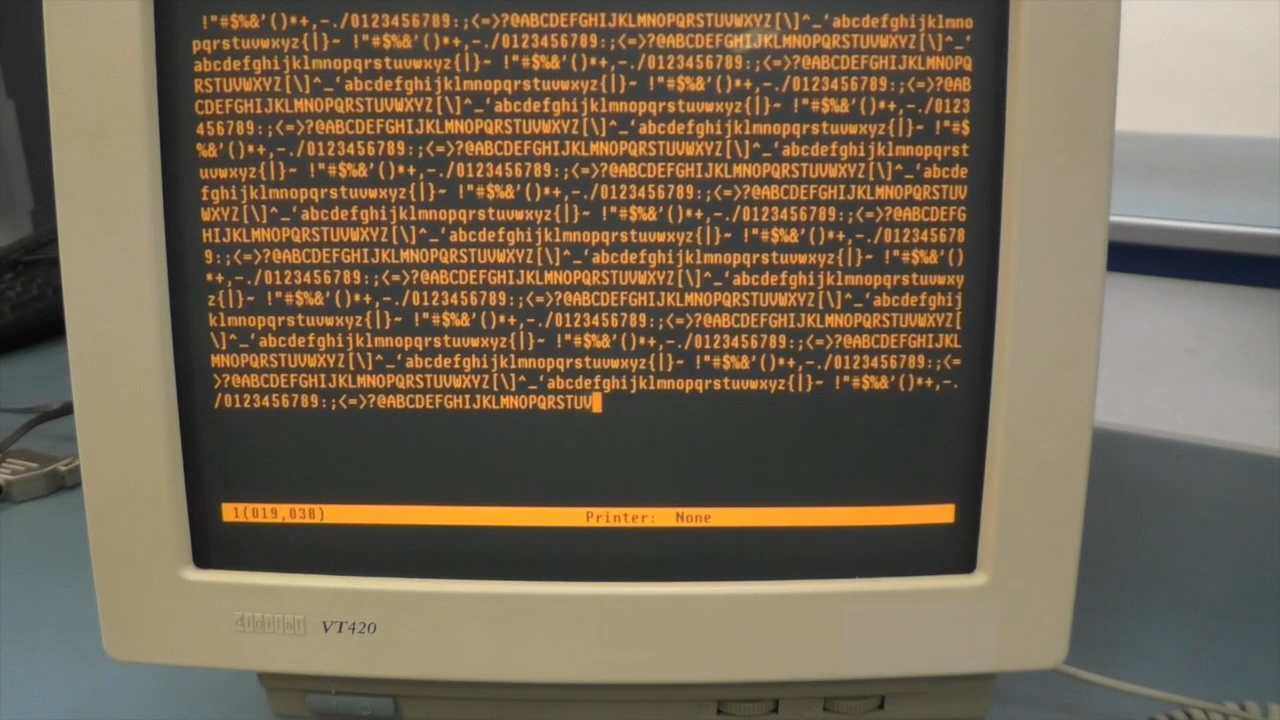 !"#$%&'()*+,-./0123456789:;<=>?@ABCDEFGHIJKLMNOPQRSTUVWXYZ[\]^_`abcdefghijklmno
pqrstuvwxyz{|}~ !"#$%&'()*+,-./0123456789:;<=>?@ABCDEFGHIJKLMNOPQRSTUVWXYZ[\]^_`
abcdefghijklmnopqrstuvwxyz{|}~ !"#$%&'()*+,-./0123456789:;<=>?@ABCDEFGHIJKLMNOPQ
RSTUVWXYZ[\]^_`abcdefghijklmnopqrstuvwxyz{|}~ !"#$%&'()*+,-./0123456789:;<=>?@AB
CDEFGHIJKLMNOPQRSTUVWXYZ[\]^_`abcdefghijklmnopqrstuvwxyz{|}~ !"#$%&'()*+,-./0123
456789:;<=>?@ABCDEFGHIJKLMNOPQRSTUVWXYZ[\]^_`abcdefghijklmnopqrstuvwxyz{|}~ !"#$
%&'()*+,-./0123456789:;<=>?@ABCDEFGHIJKLMNOPQRSTUVWXYZ[\]^_`abcdefghijklmnopqrst
uvwxyz{|}~ !"#$%&'()*+,-./0123456789:;<=>?@ABCDEFGHIJKLMNOPQRSTUVWXYZ[\]^_`abcde
fghijklmnopqrstuvwxyz{|}~ !"#$%&'()*+,-./0123456789:;<=>?@ABCDEFGHIJKLMNOPQRSTUV
WXYZ[\]^_`abcdefghijklmnopqrstuvwxyz{|}~ !"#$%&'()*+,-./0123456789:;<=>?@ABCDEFG
HIJKLMNOPQRSTUVWXYZ[\]^_`abcdefghijklmnopqrstuvwxyz{|}~ !"#$%&'()*+,-./012345678
9:;<=>?@ABCDEFGHIJKLMNOPQRSTUVWXYZ[\]^_`abcdefghijklmnopqrstuvwxyz{|}~ !"#$%&'()
*+,-./0123456789:;<=>?@ABCDEFGHIJKLMNOPQRSTUVWXYZ[\]^_`abcdefghijklmnopqrstuvwxy
z{|}~ !"#$%&'()*+,-./0123456789:;<=>?@ABCDEFGHIJKLMNOPQRSTUVWXYZ[\]^_`abcdefghij
klmnopqrstuvwxyz{|}~ !"#$%&'()*+,-./0123456789:;<=>?@ABCDEFGHIJKLMNOPQRSTUVWXYZ[
\]^_`abcdefghijklmnopqrstuvwxyz{|}~ !"#$%&'()*+,-./0123456789:;<=>?@ABCDEFGHIJKL
MNOPQRSTUVWXYZ[\]^_`abcdefghijklmnopqrstuvwxyz{|}~ !"#$%&'()*+,-./0123456789:;<=
>?@ABCDEFGHIJKLMNOPQRSTUVWXYZ[\]^_`abcdefghijklmnopqrstuvwxyz{|}~ !"#$%&'()*+,-.
/0123456789:;<=>?@ABCDEFGHIJKLMNOPQRSTUV
1(019,038) Printer: None
digital VT420